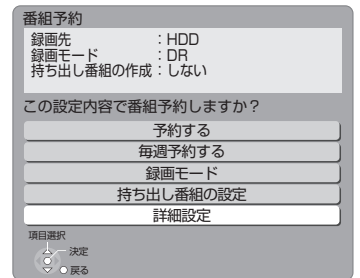 番組予約
録画先 : HDD
録画モード : DR
持ち出し番組の作成 : しない
この設定内容で番組予約しますか？
予約する
毎週予約する
録画モード
持ち出し番組の設定
詳細設定
項目選択
決定
戻る